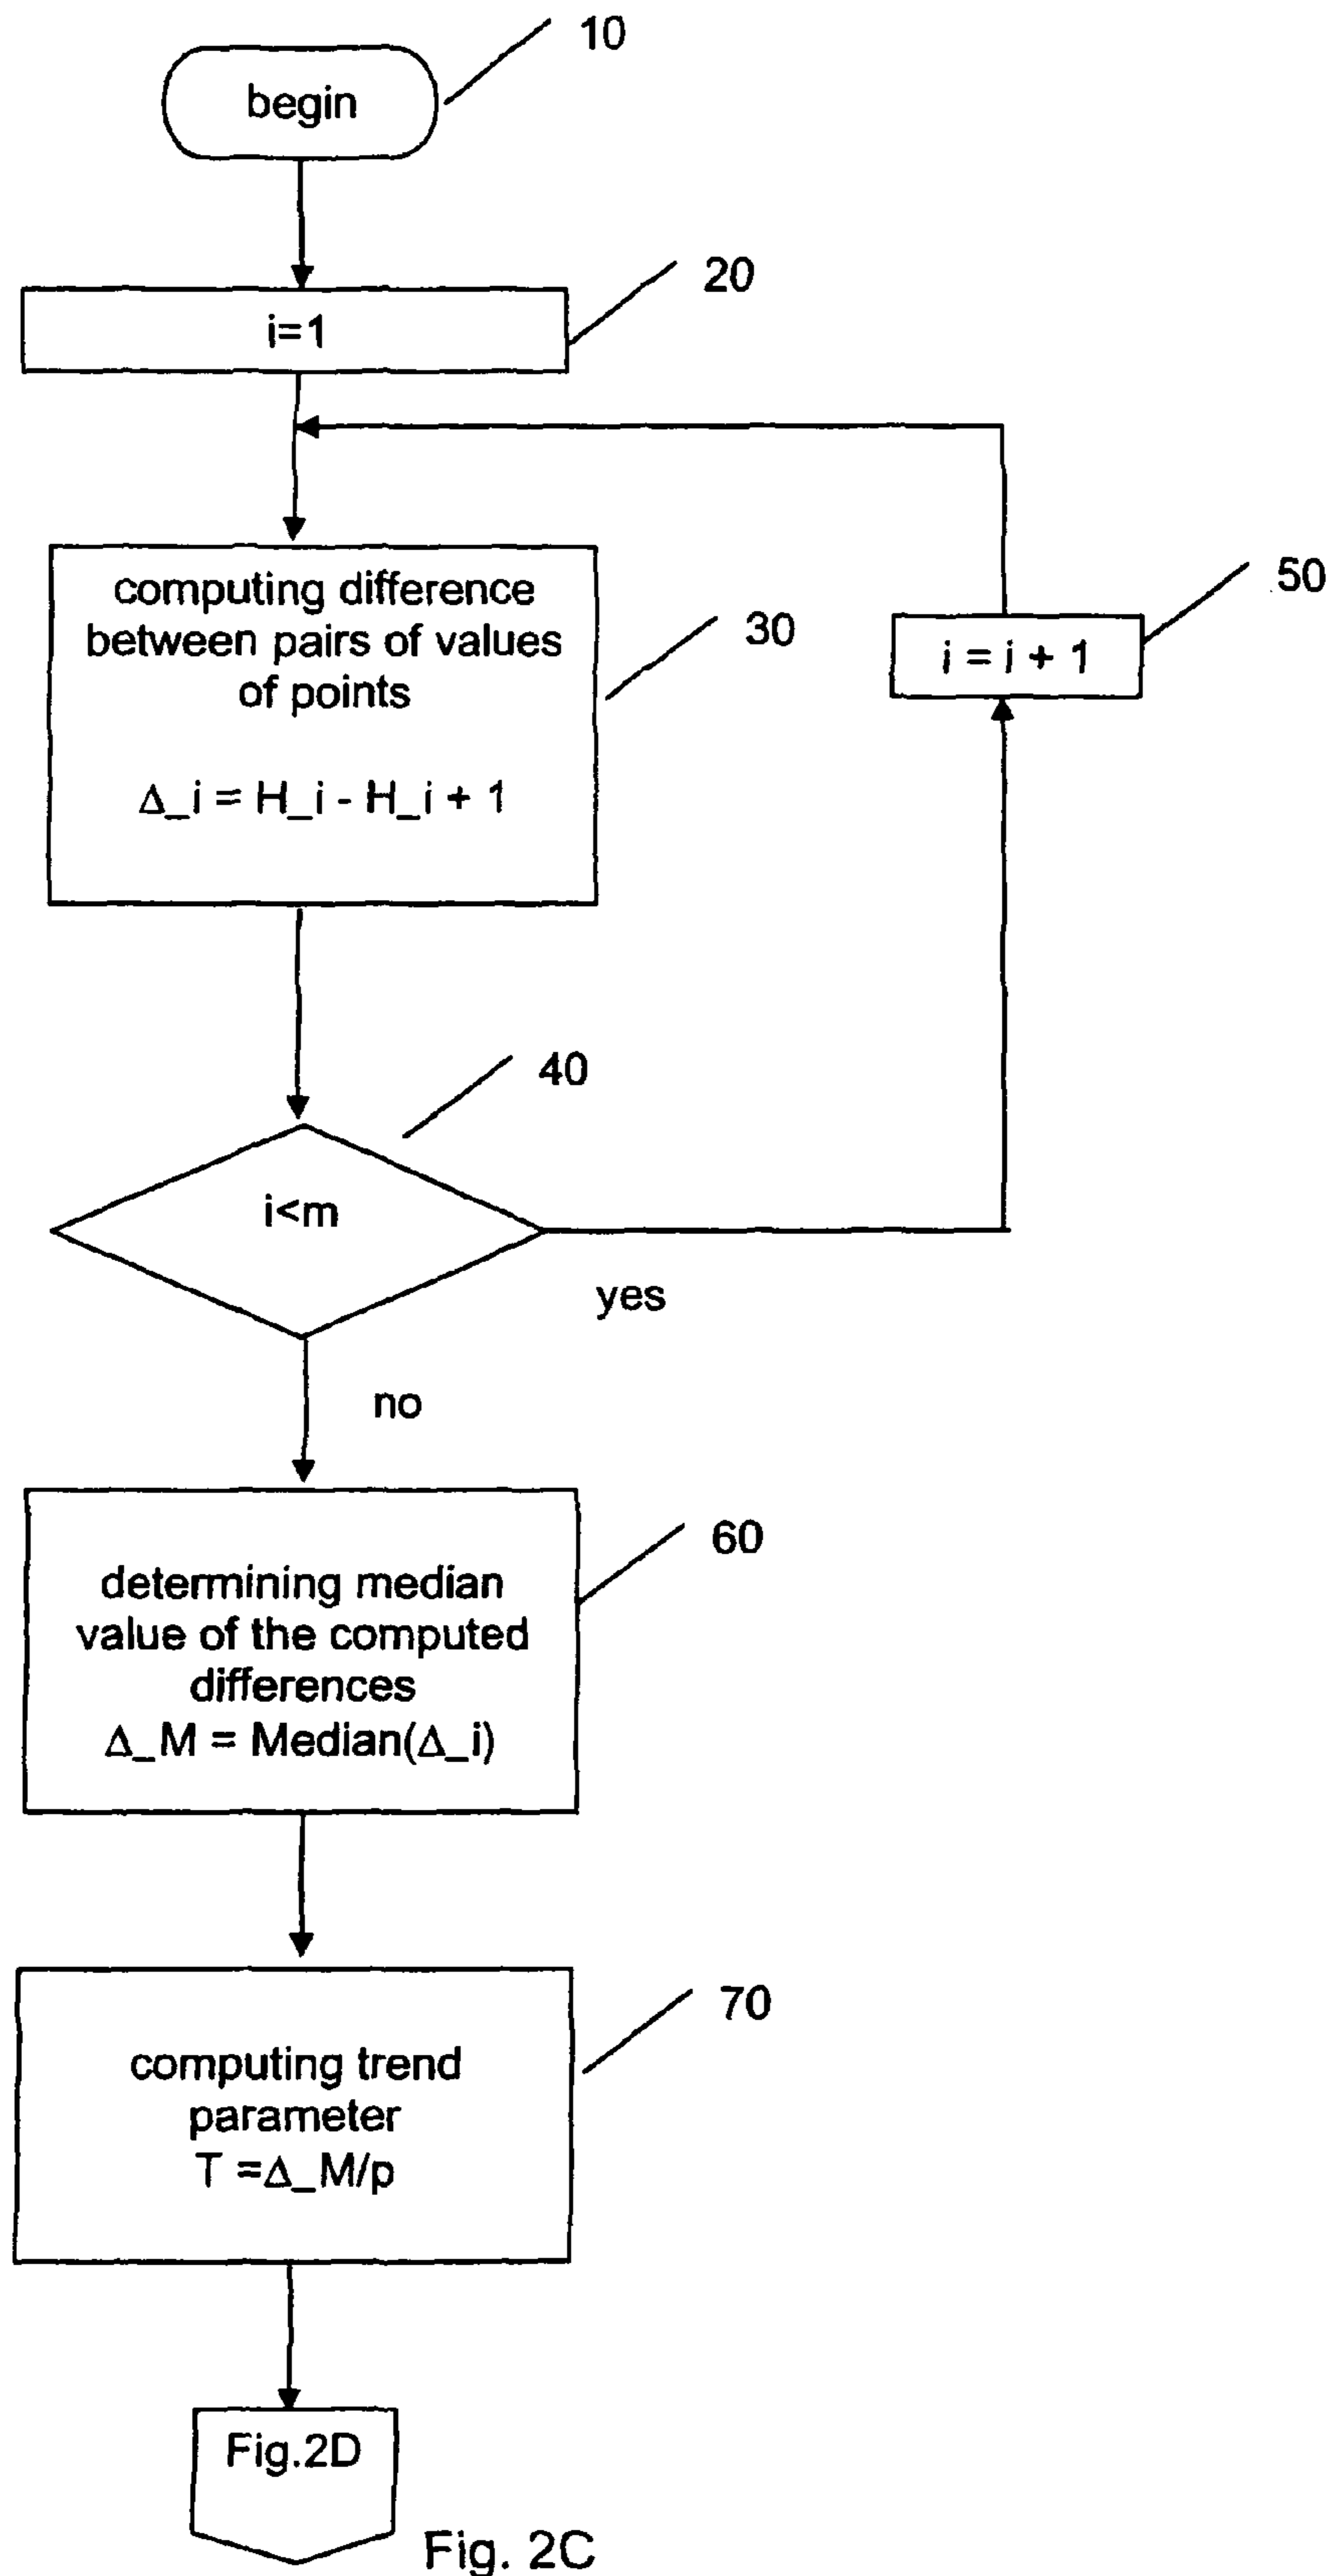 10
begin
20
i=1
computing difference
between pairs of values
of points
Δ_i = H_i - H_i + 1
30
50
i = i + 1
40
i<m
yes
no
60
determining median
value of the computed
differences
Δ_M = Median(Δ_i)
70
computing trend
parameter
T =Δ_M/p
Fig.2D
Fig. 2C